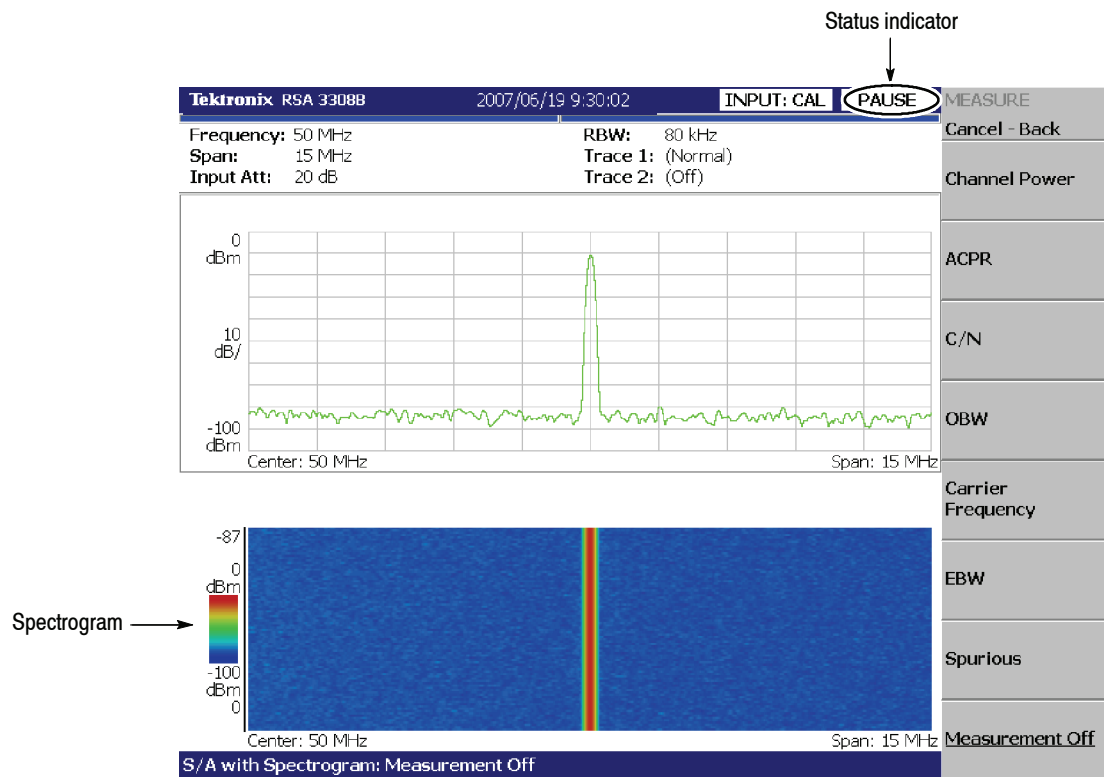 Status indicator
Tektronix RSA 3308B 2007/06/19 9:30:02 INPUT: CAL PAUSE
MEASURE
Cancel - Back
Frequency: 50 MHz RBW: 80 kHz
Span: 15 MHz Trace 1: (Normal)
Input Att: 20 dB Trace 2: (Off)
Channel Power
ACPR
C/N
OBW
Carrier
Frequency
EBW
Spurious
Measurement Off
0
dBm
10
dB/
-100
dBm
Center: 50 MHz Span: 15 MHz
-87
0
dBm
Spectrogram
-100
dBm
0
Center: 50 MHz Span: 15 MHz
S/A with Spectrogram: Measurement Off